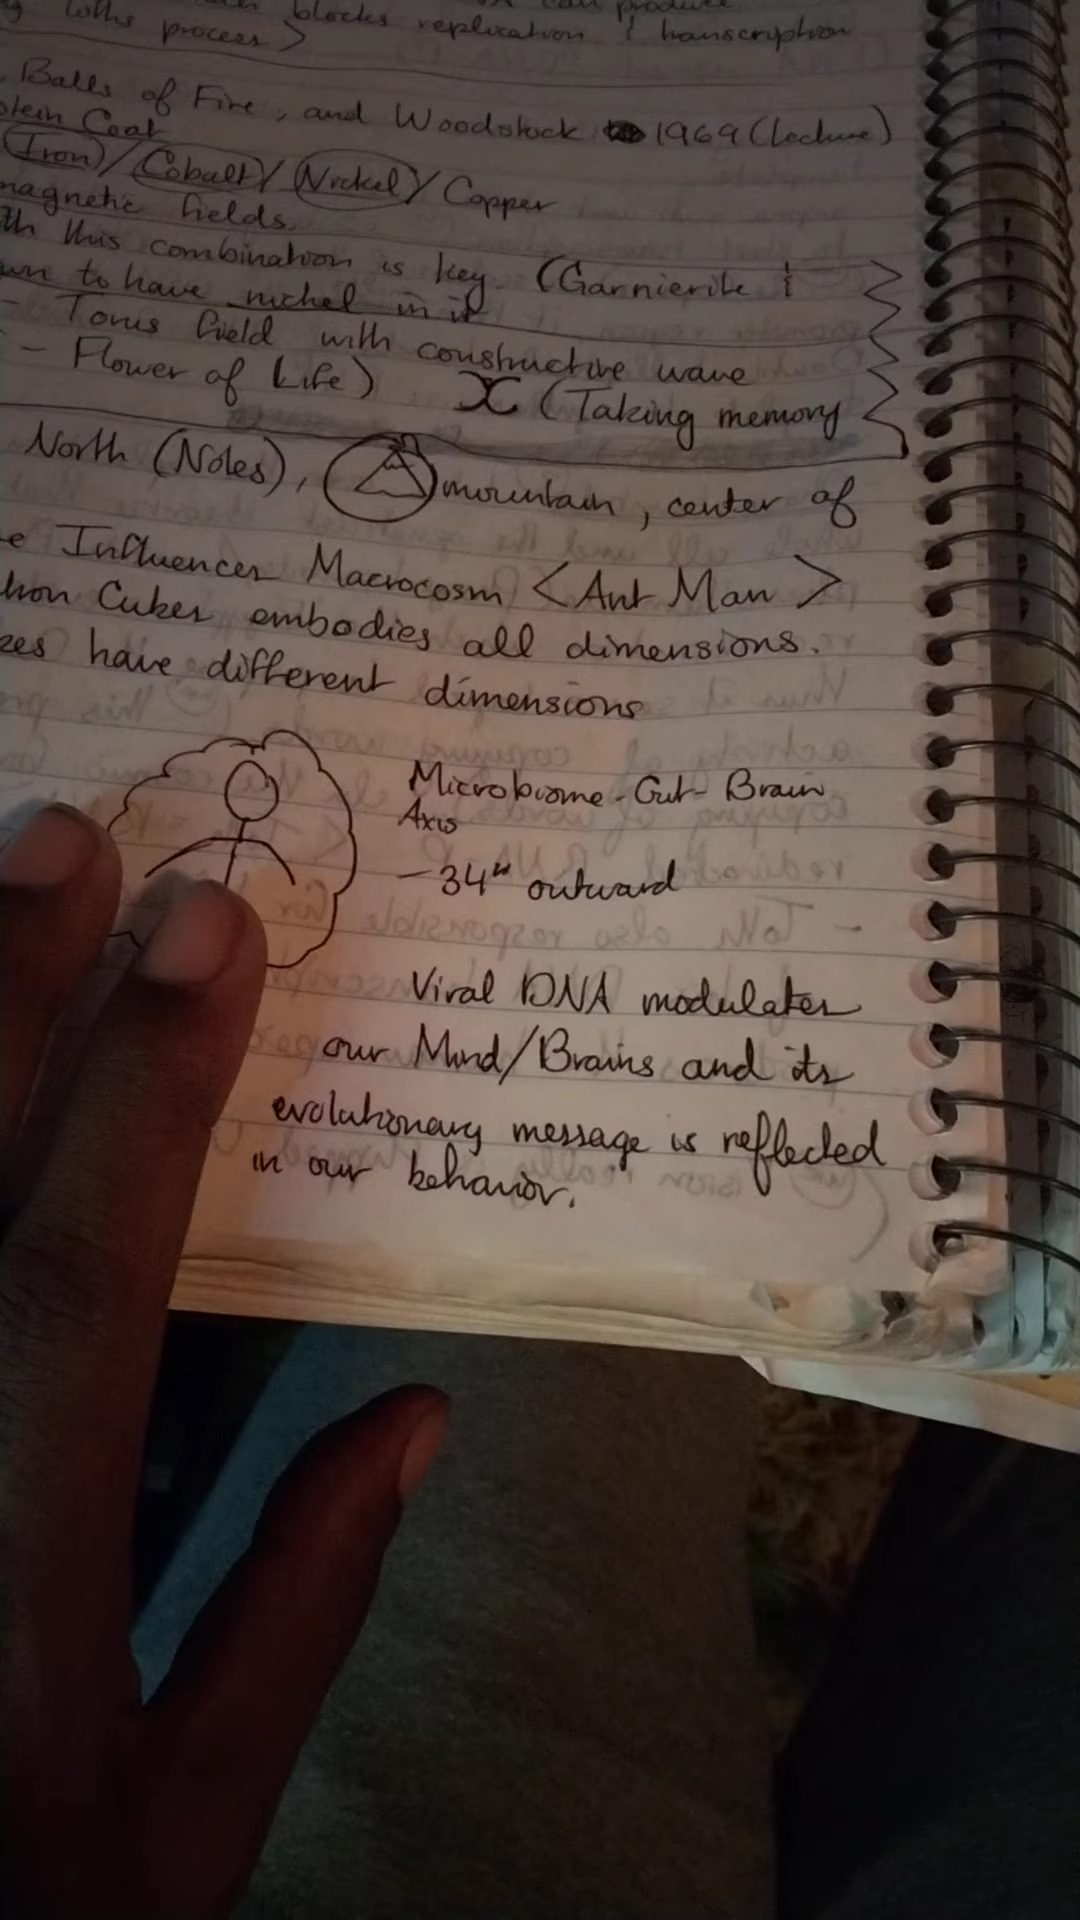 blocks replication & transcription
process >
Balls of Fire, and Woodstock 1969 (Lecture)
Coat
(Iron) / (Cobalt) / (Nickel) / Copper
magnetic fields.
this combination is key. (Garnierite &
to have nickel in it
- Torus field with constructive wave
- Flower of Life)
X (Taking memory
North (Notes), mountain, center of
Influences Macrocosm <Ant Man>
Cubes embodies all dimensions.
have different dimensions
Microbiome-Gut-Brain
Axis
- 34" outward
Viral DNA modulates
our Mind/Brains and its
evolutionary message is reflected
in our behavior.